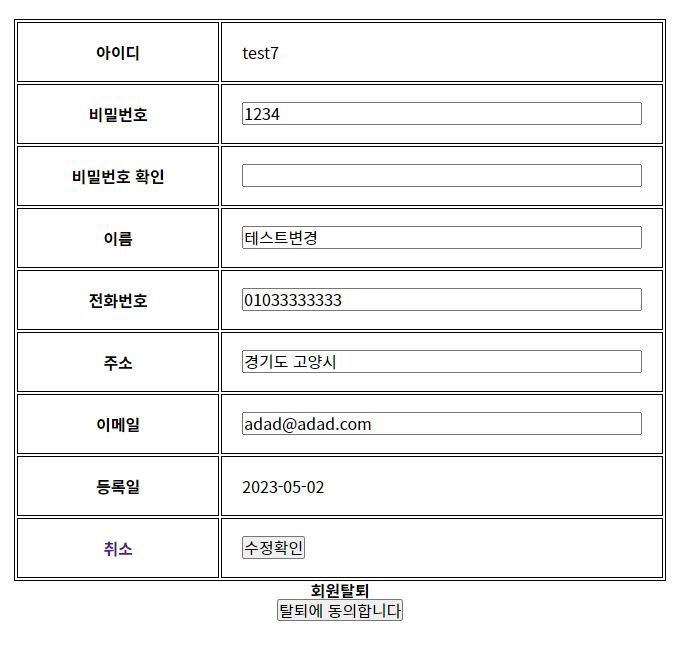 아이디 test7
비밀번호 1234
비밀번호 확인
이름 테스트변경
전화번호 01033333333
주소 경기도 고양시
이메일 adad@adad.com
등록일 2023-05-02
취소 수정확인
회원탈퇴
탈퇴에 동의합니다